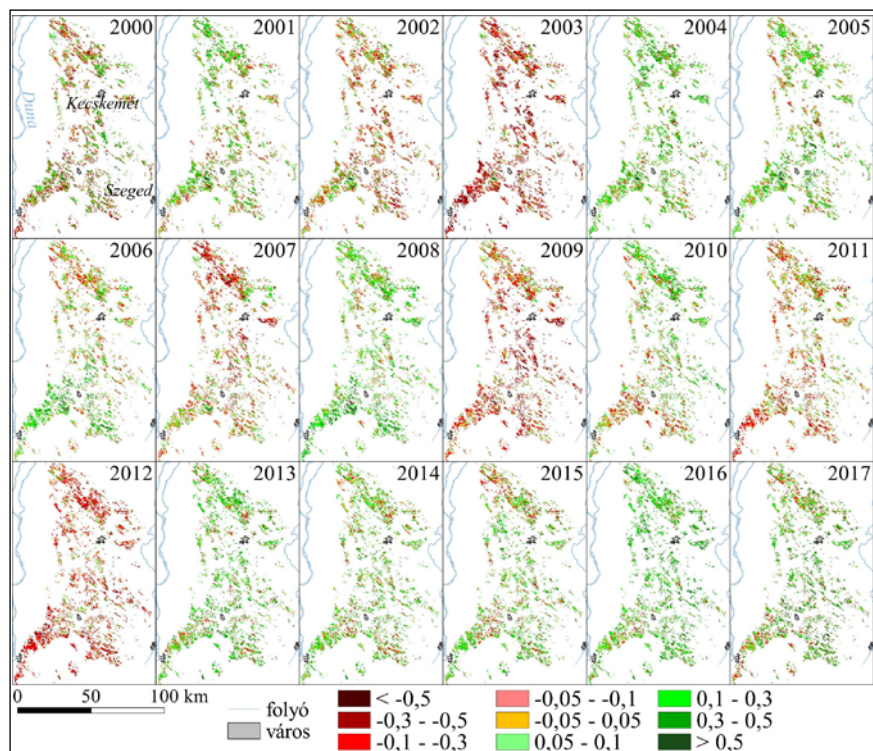 2000 2001 2002 2003 2004 2005
Duna
Kecskemét
Szeged
2006 2007 2008 2009 2010 2011
2012 2013 2014 2015 2016 2017
0 50 100 km
folyó
város
< -0,5
-0,3 - -0,5
-0,1 - -0,3
-0,05 - -0,1
-0,05 - 0,05
0,05 - 0,1
0,1 - 0,3
0,3 - 0,5
> 0,5